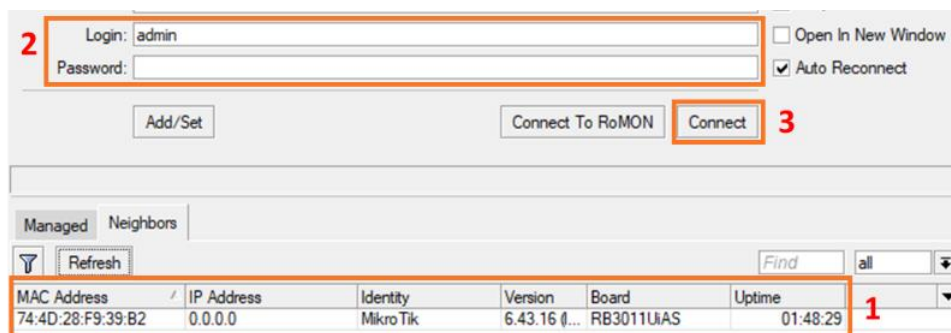 2
Login: admin
Open In New Window
Password:
Auto Reconnect
Add/Set
Connect To RoMON
Connect
3
Managed
Neighbors
Refresh
Find
all
MAC Address IP Address Identity Version Board Uptime
74:4D:28:F9:39:B2 0.0.0.0 MikroTik 6.43.16 (l... RB3011UiAS 01:48:29
1